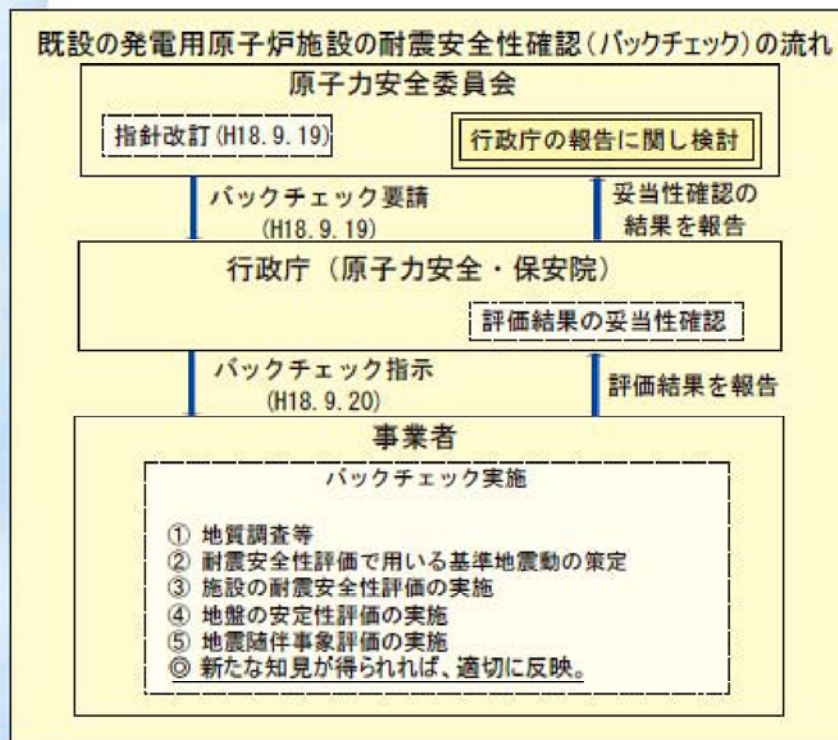 既設の発電用原子炉施設の耐震安全性確認(バックチェック)の流れ
原子力安全委員会
指針改訂(H18.9.19)
行政庁の報告に関し検討
バックチェック要請
(H18.9.19)
妥当性確認の
結果を報告
行政庁(原子力安全・保安院)
評価結果の妥当性確認
バックチェック指示
(H18.9.20)
評価結果を報告
事業者
バックチェック実施
① 地質調査等
② 耐震安全性評価で用いる基準地震動の策定
③ 施設の耐震安全性評価の実施
④ 地盤の安定性評価の実施
⑤ 地震随伴事象評価の実施
◎ 新たな知見が得られれば、適切に反映。